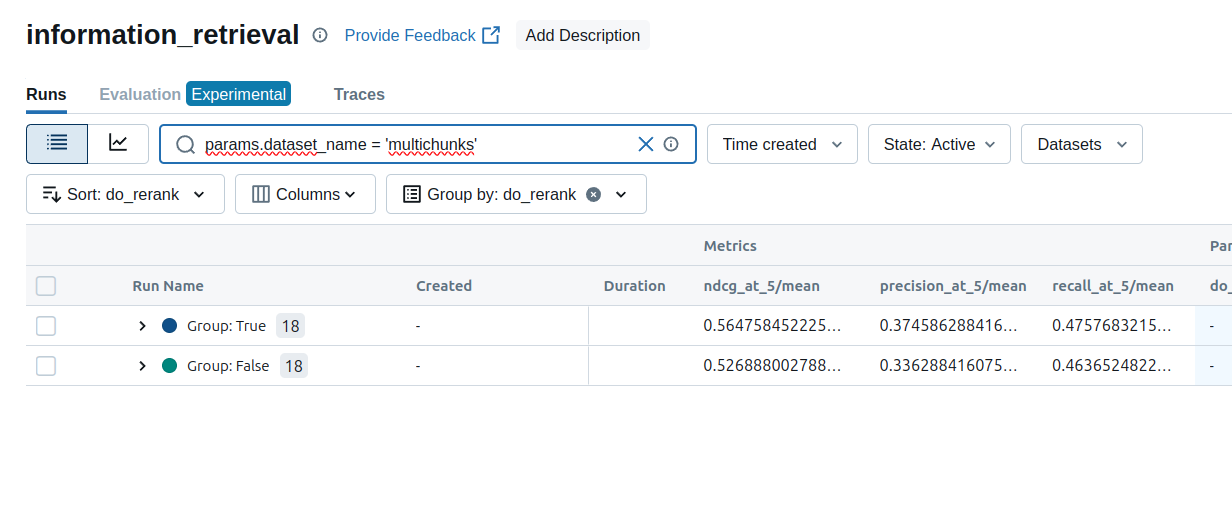 information_retrieval Provide Feedback Add Description
Runs Evaluation Experimental Traces
params.dataset_name = 'multichunks' Time created State: Active Datasets
Sort: do_rerank Columns Group by: do_rerank
Metrics Par
Run Name Created Duration ndcg_at_5/mean precision_at_5/mean recall_at_5/mean do_
Group: True 18 - 0.564758452225... 0.374586288416... 0.4757683215... -
Group: False 18 - 0.526888002788... 0.336288416075... 0.4636524822... -